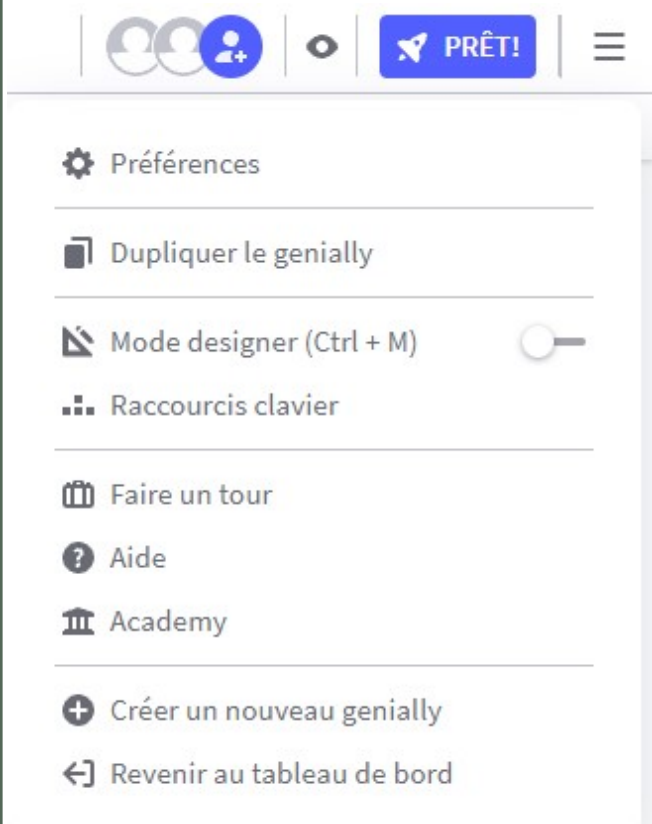 PRÊT!
Préférences
Dupliquer le genially
Mode designer (Ctrl + M)
Raccourcis clavier
Faire un tour
Aide
Academy
Créer un nouveau genially
Revenir au tableau de bord